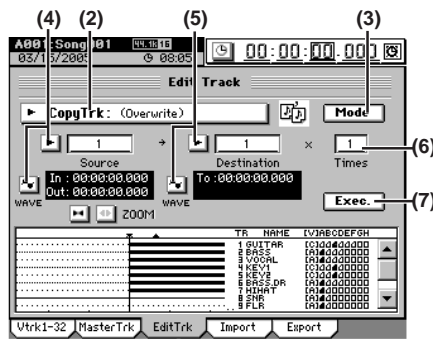 (4) (2) (5) (3)
A001:Song001 44.1k 16 00:00:00.000
03/15/2005 08:05
Edit Track
CopyTrk: (Overwrite) Mode
1 → 1 × 1 (6)
Source Destination Times
In : 00:00:00.000 To :00:00:00.000
Out: 00:00:00.000
WAVE WAVE Exec. (7)
ZOOM
TR NAME [V]ABCDEFGH
1 GUITAR
2 BASS
3 VOCAL
4 KEY1
5 KEY2
6 BASS.DR
7 HIHAT
8 SNR
9 FLR
Vtrk1-32 MasterTrk EditTrk Import Export